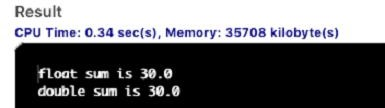 Result
CPU Time: 0.34 sec(s), Memory: 35708 kilobyte(s)
float sum is 30.0
double sum is 30.0